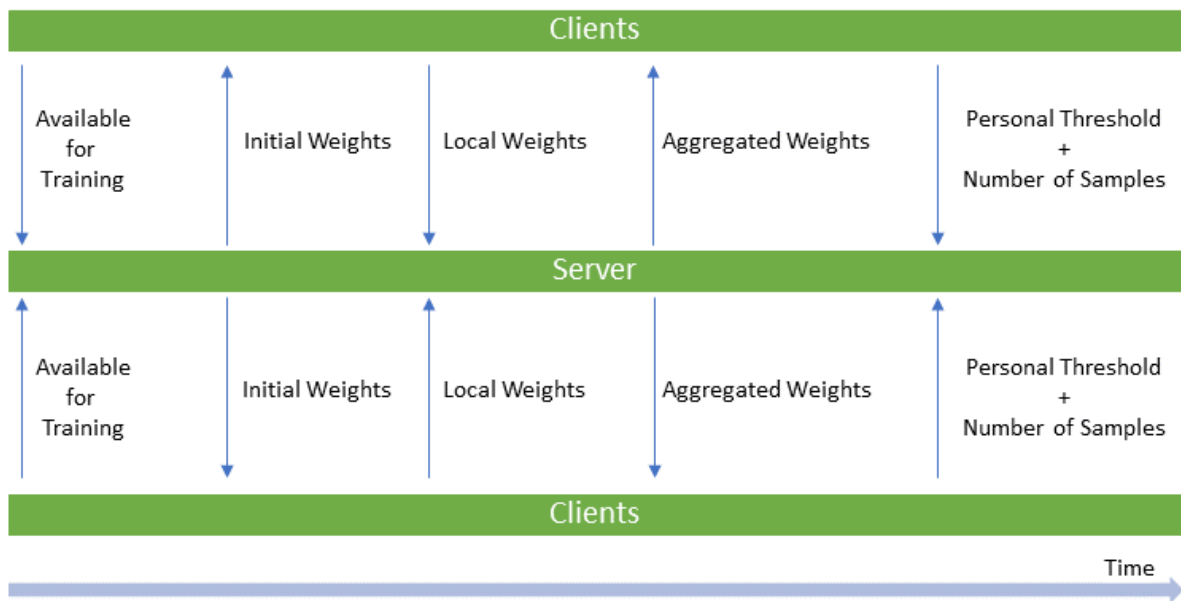 Clients
Available
for
Training
Initial Weights
Local Weights
Aggregated Weights
Personal Threshold
+
Number of Samples
Server
Available
for
Training
Initial Weights
Local Weights
Aggregated Weights
Personal Threshold
+
Number of Samples
Clients
Time